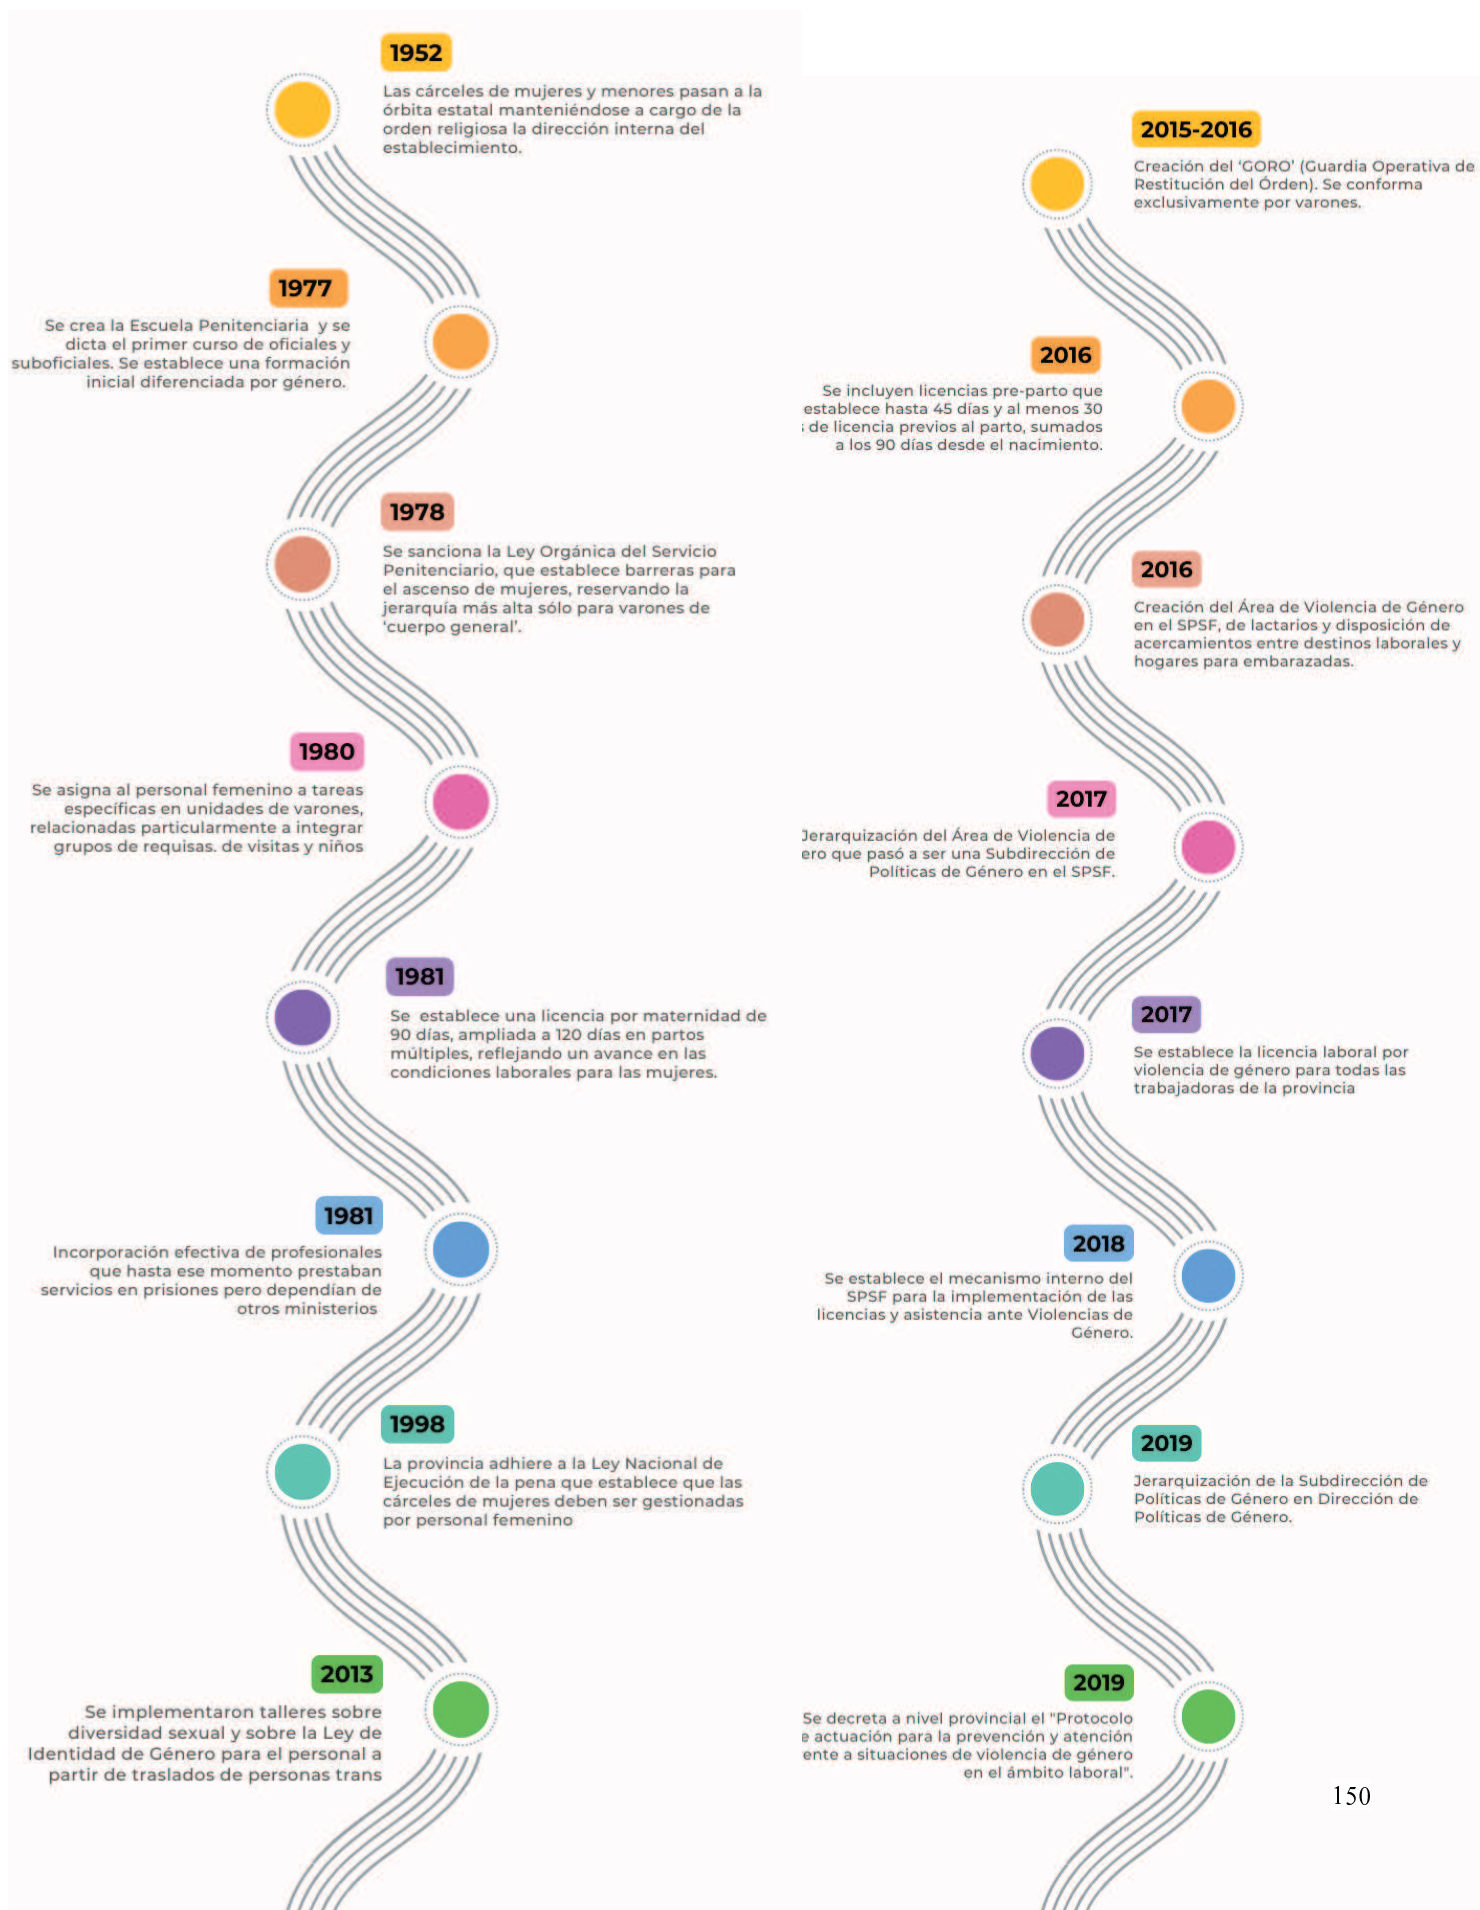 1952
Las cárceles de mujeres y menores pasan a la
órbita estatal manteniéndose a cargo de la
orden religiosa la dirección interna del
establecimiento.
1977
Se crea la Escuela Penitenciaria y se
dicta el primer curso de oficiales y
suboficiales. Se establece una formación
inicial diferenciada por género.
1978
Se sanciona la Ley Orgánica del Servicio
Penitenciario, que establece barreras para
el ascenso de mujeres, reservando la
jerarquía más alta sólo para varones de
‘cuerpo general’.
1980
Se asigna al personal femenino a tareas
específicas en unidades de varones,
relacionadas particularmente a integrar
grupos de requisas. de visitas y niños
1981
Se establece una licencia por maternidad de
90 días, ampliada a 120 días en partos
múltiples, reflejando un avance en las
condiciones laborales para las mujeres.
1981
Incorporación efectiva de profesionales
que hasta ese momento prestaban
servicios en prisiones pero dependían de
otros ministerios
1998
La provincia adhiere a la Ley Nacional de
Ejecución de la pena que establece que las
cárceles de mujeres deben ser gestionadas
por personal femenino
2013
Se implementaron talleres sobre
diversidad sexual y sobre la Ley de
Identidad de Género para el personal a
partir de traslados de personas trans
2015-2016
Creación del ‘GORO’ (Guardia Operativa de
Restitución del Órden). Se conforma
exclusivamente por varones.
2016
Se incluyen licencias pre-parto que
establece hasta 45 días y al menos 30
s de licencia previos al parto, sumados
a los 90 días desde el nacimiento.
2016
Creación del Área de Violencia de Género
en el SPSF, de lactarios y disposición de
acercamientos entre destinos laborales y
hogares para embarazadas.
2017
Jerarquización del Área de Violencia de
ero que pasó a ser una Subdirección de
Políticas de Género en el SPSF.
2017
Se establece la licencia laboral por
violencia de género para todas las
trabajadoras de la provincia
2018
Se establece el mecanismo interno del
SPSF para la implementación de las
licencias y asistencia ante Violencias de
Género.
2019
Jerarquización de la Subdirección de
Políticas de Género en Dirección de
Políticas de Género.
2019
Se decreta a nivel provincial el "Protocolo
e actuación para la prevención y atención
ente a situaciones de violencia de género
en el ámbito laboral".
150